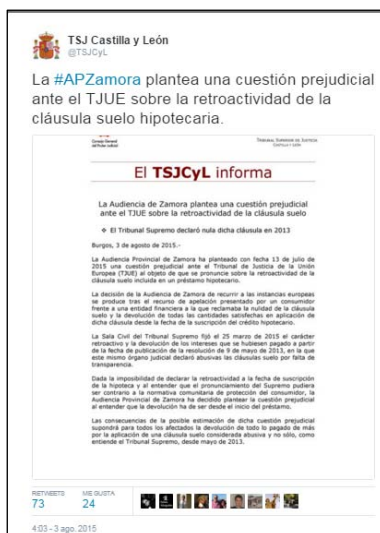 TSJ Castilla y León
@TSJCyL
La #APZamora plantea una cuestión prejudicial
ante el TJUE sobre la retroactividad de la
cláusula suelo hipotecaria.
Consejo General
del Poder Judicial
TRIBUNAL SUPERIOR DE JUSTICIA
CASTILLA Y LEÓN
El TSJCyL informa
La Audiencia de Zamora plantea una cuestión prejudicial
ante el TJUE sobre la retroactividad de la cláusula suelo
❖ El Tribunal Supremo declaró nula dicha cláusula en 2013
Burgos, 3 de agosto de 2015.-
La Audiencia Provincial de Zamora ha planteado con fecha 13 de julio de
2015 una cuestión prejudicial ante el Tribunal de Justicia de la Unión
Europea (TJUE) al objeto de que se pronuncie sobre la retroactividad de la
cláusula suelo incluida en un préstamo hipotecario.
La decisión de la Audiencia de Zamora de recurrir a las instancias europeas
se produce tras el recurso de apelación presentado por un consumidor
frente a una entidad financiera a la que reclamaba la nulidad de la cláusula
suelo y la devolución de todas las cantidades satisfechas en aplicación de
dicha cláusula desde la fecha de la suscripción del crédito hipotecario.
La Sala Civil del Tribunal Supremo fijó el 25 de marzo de 2015 el carácter
retroactivo y la devolución de los intereses que se hubiesen pagado a partir
de la fecha de publicación de la resolución de 9 de mayo de 2013, en la que
este mismo órgano judicial declaró abusivas las cláusulas suelo por falta de
transparencia.
Dada la imposibilidad de declarar la retroactividad a la fecha de suscripción
de la hipoteca y al entender que el pronunciamiento del Supremo pudiera
ser contrario a la normativa comunitaria de protección del consumidor, la
Audiencia Provincial de Zamora ha decidido plantear la cuestión prejudicial
al entender que la devolución ha de ser desde el inicio del préstamo.
Las consecuencias de la posible estimación de dicha cuestión prejudicial
supondrá para todos los afectados la devolución de todo lo pagado de más
por la aplicación de una cláusula suelo considerada abusiva y no sólo, como
entiende el Tribunal Supremo, desde mayo de 2013.
RETWEETS
73
ME GUSTA
24
4:03 - 3 ago. 2015